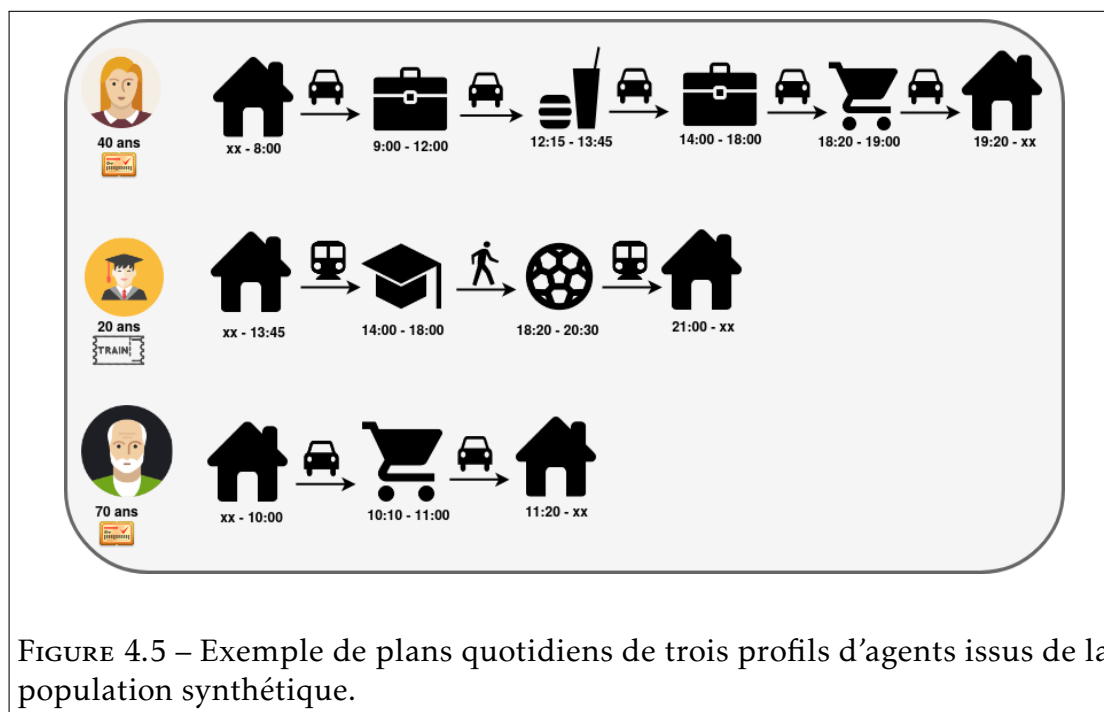 40 ans
xx - 8:00
9:00 - 12:00
12:15 - 13:45
14:00 - 18:00
18:20 - 19:00
19:20 - xx
20 ans
TRAIN
xx - 13:45
14:00 - 18:00
18:20 - 20:30
21:00 - xx
70 ans
xx - 10:00
10:10 - 11:00
11:20 - xx
FIGURE 4.5 – Exemple de plans quotidiens de trois profils d'agents issus de la
population synthétique.